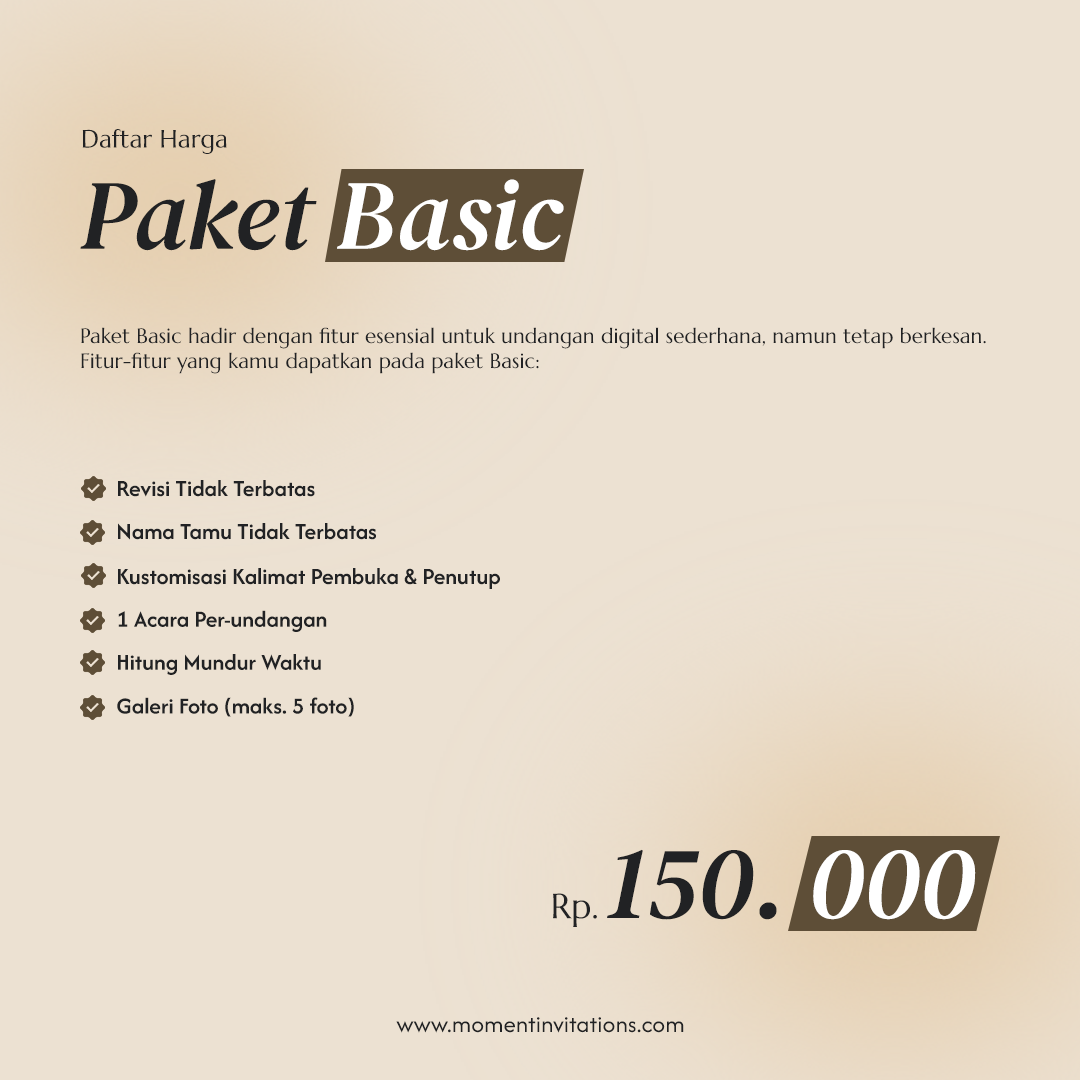 Daftar Harga
Paket Basic
Paket Basic hadir dengan fitur esensial untuk undangan digital sederhana, namun tetap berkesan.
Fitur-fitur yang kamu dapatkan pada paket Basic:
Revisi Tidak Terbatas
Nama Tamu Tidak Terbatas
Kustomisasi Kalimat Pembuka & Penutup
1 Acara Per-undangan
Hitung Mundur Waktu
Galeri Foto (maks. 5 foto)
Rp. 150.000
www.momentinvitations.com